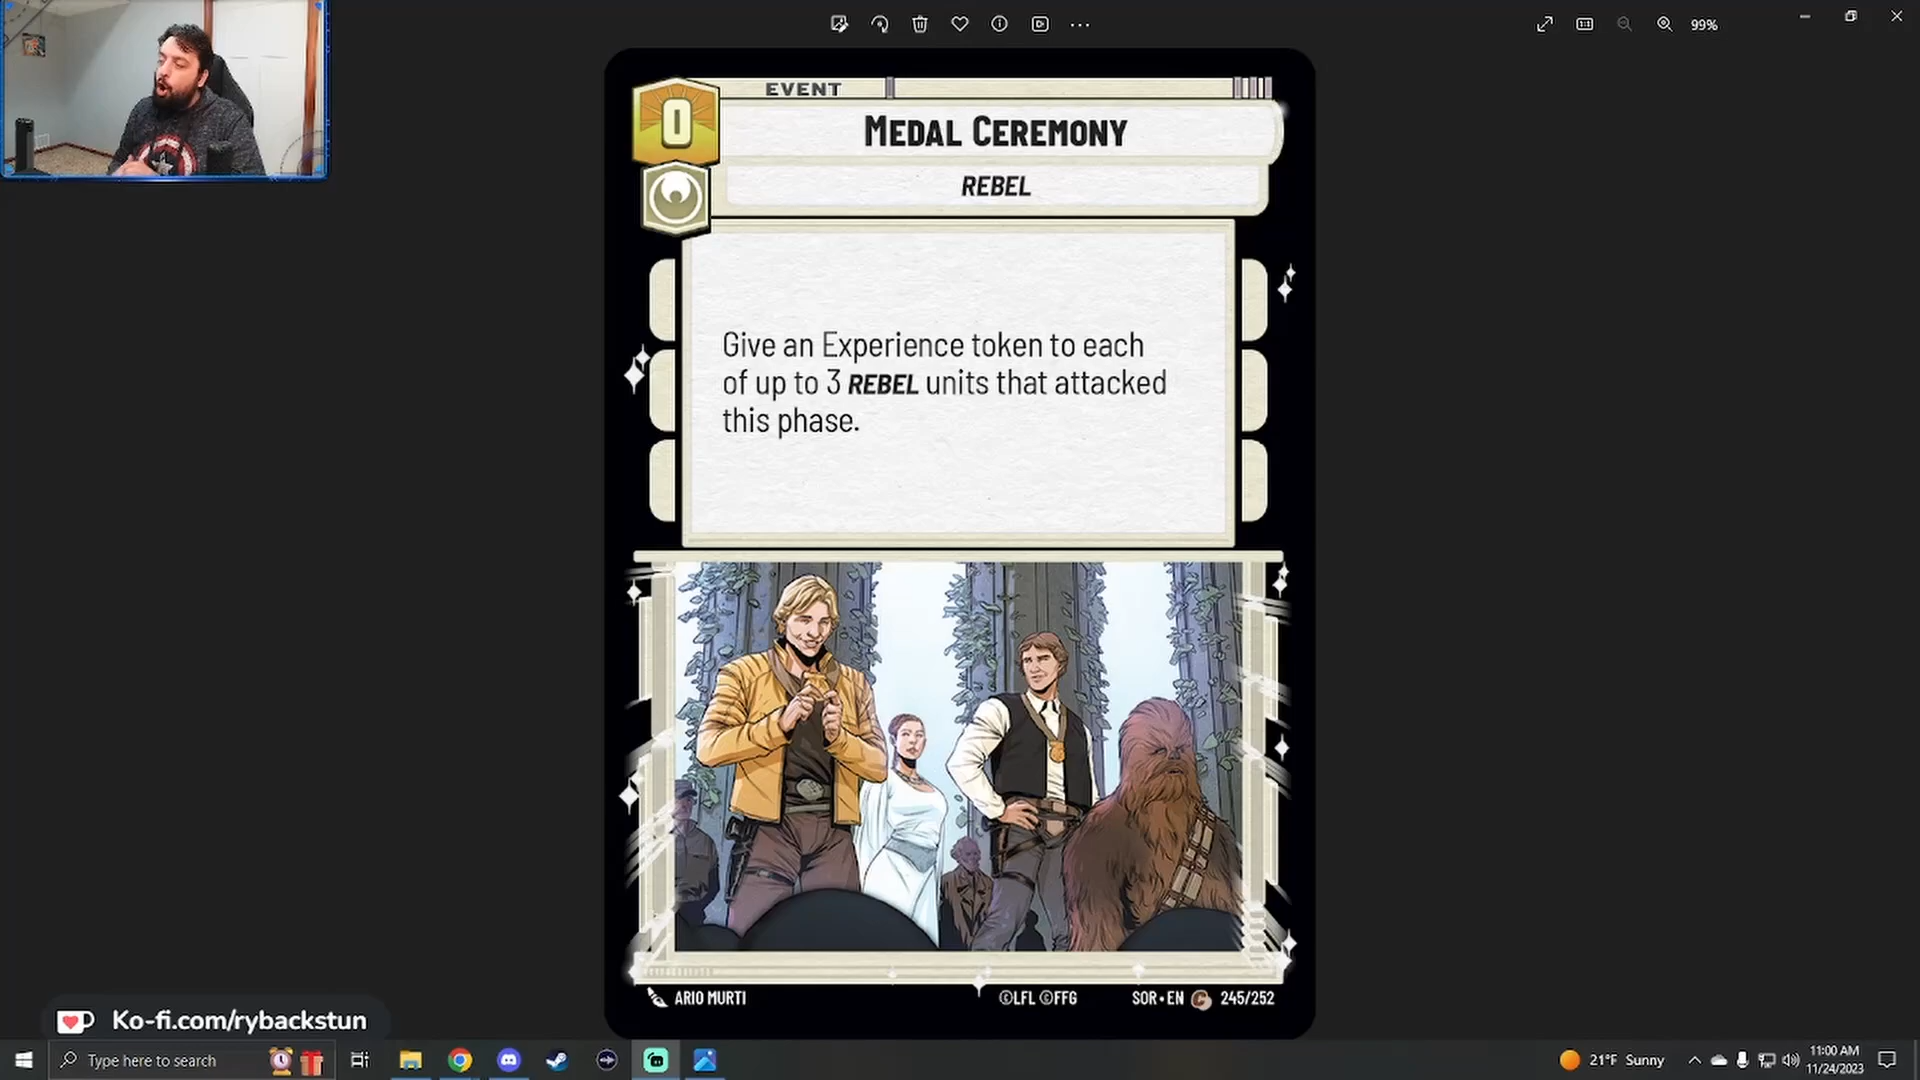 99%
EVENT
0
MEDAL CEREMONY
REBEL
Give an Experience token to each
of up to 3 REBEL units that attacked
this phase.
ARIO MURTI
©LFL ©FFG
SOR • EN C 245/252
Ko-fi.com/rybackstun
Type here to search
21°F Sunny
11:00 AM
11/24/2023